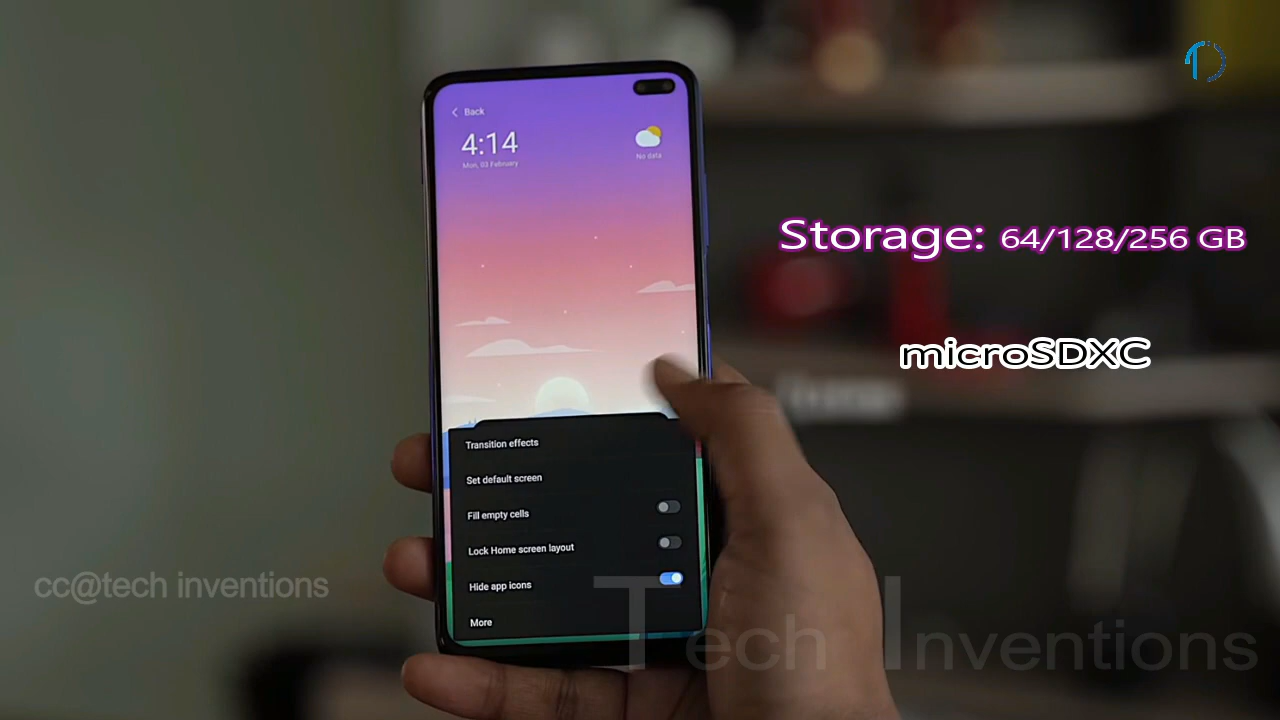 Back
4:14
Mon, 03 February
No data
Storage: 64/128/256 GB
microSDXC
Transition effects
Set default screen
Fill empty cells
Lock Home screen layout
Hide app icons
More
cc@tech inventions
Tech Inventions